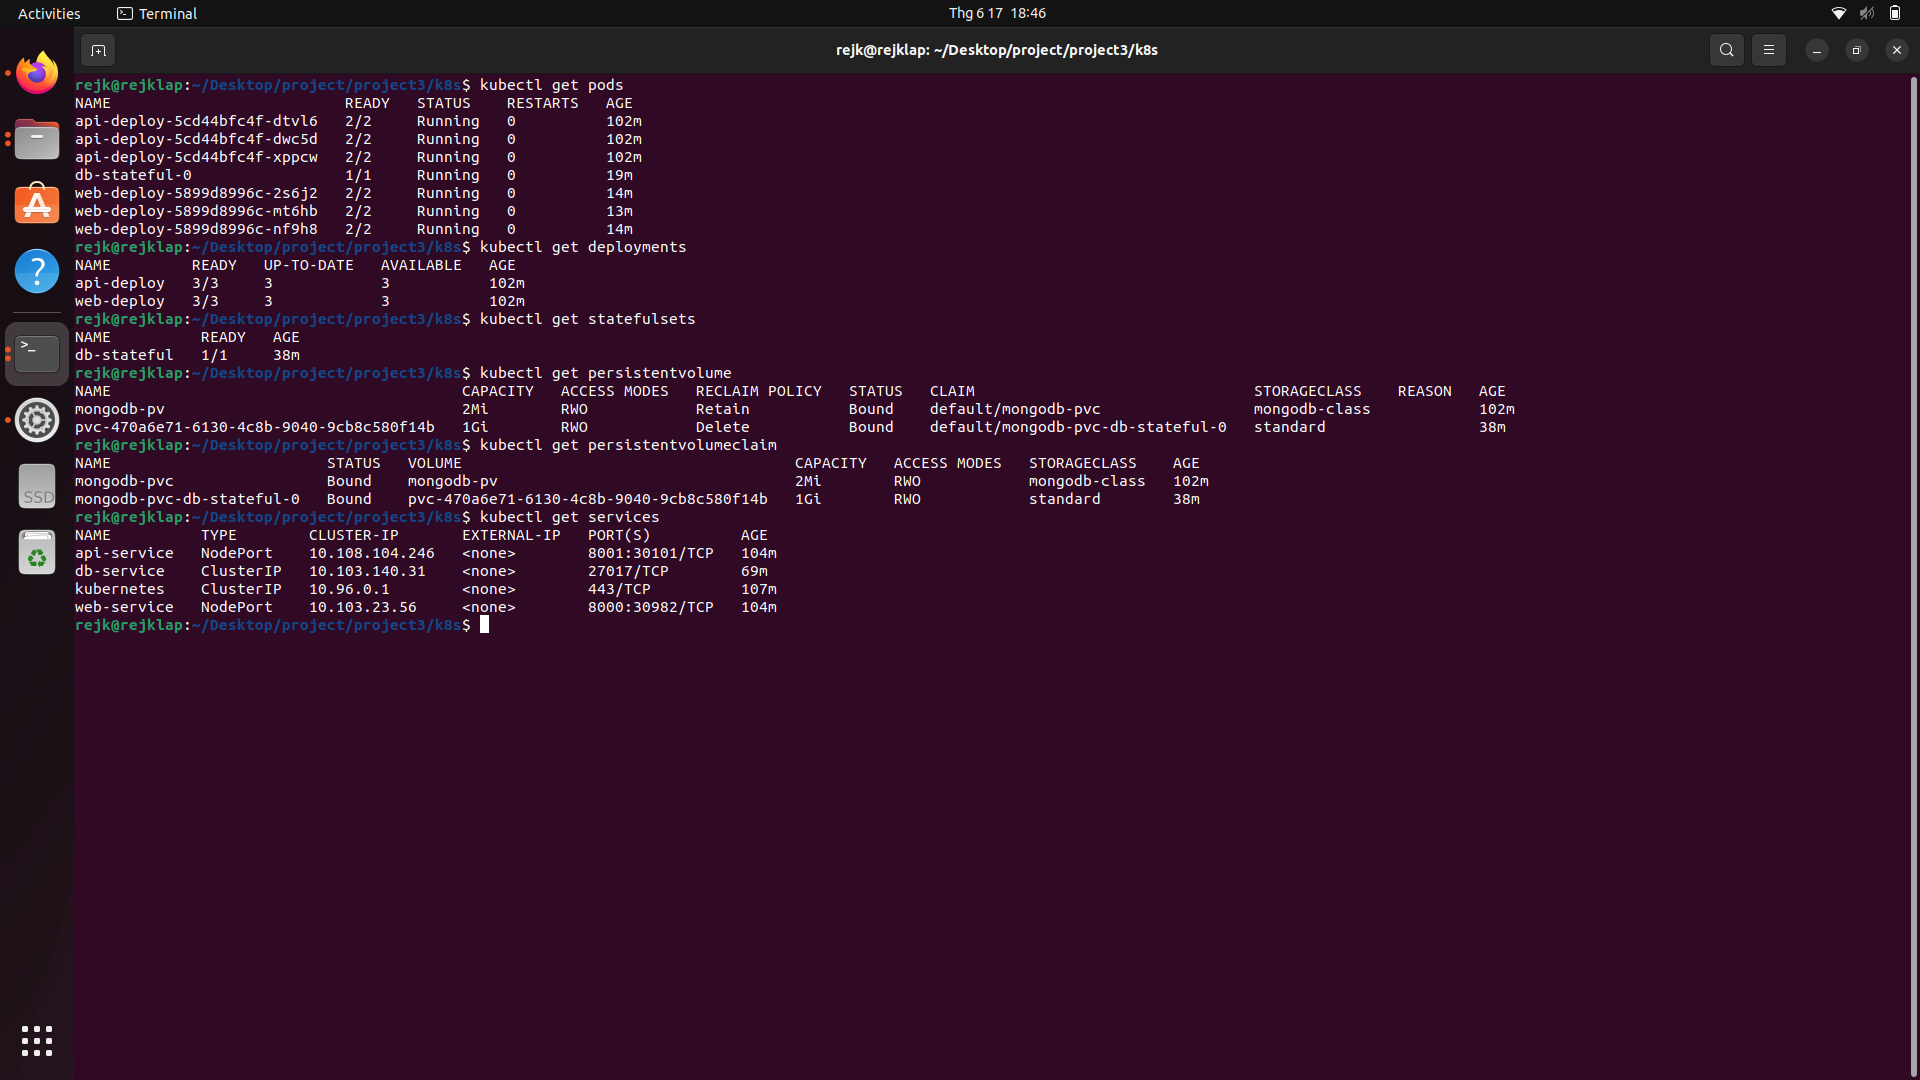 Activities Terminal Thg 6 17 18:46
rejk@rejklap: ~/Desktop/project/project3/k8s
rejk@rejklap:~/Desktop/project/project3/k8s$ kubectl get pods
NAME READY STATUS RESTARTS AGE
api-deploy-5cd44bfc4f-dtvl6 2/2 Running 0 102m
api-deploy-5cd44bfc4f-dwc5d 2/2 Running 0 102m
api-deploy-5cd44bfc4f-xppcw 2/2 Running 0 102m
db-stateful-0 1/1 Running 0 19m
web-deploy-5899d8996c-2s6j2 2/2 Running 0 14m
web-deploy-5899d8996c-mt6hb 2/2 Running 0 13m
web-deploy-5899d8996c-nf9h8 2/2 Running 0 14m
rejk@rejklap:~/Desktop/project/project3/k8s$ kubectl get deployments
NAME READY UP-TO-DATE AVAILABLE AGE
api-deploy 3/3 3 3 102m
web-deploy 3/3 3 3 102m
rejk@rejklap:~/Desktop/project/project3/k8s$ kubectl get statefulsets
NAME READY AGE
db-stateful 1/1 38m
rejk@rejklap:~/Desktop/project/project3/k8s$ kubectl get persistentvolume
NAME CAPACITY ACCESS MODES RECLAIM POLICY STATUS CLAIM STORAGECLASS REASON AGE
mongodb-pv 2Mi RWO Retain Bound default/mongodb-pvc mongodb-class 102m
pvc-470a6e71-6130-4c8b-9040-9cb8c580f14b 1Gi RWO Delete Bound default/mongodb-pvc-db-stateful-0 standard 38m
rejk@rejklap:~/Desktop/project/project3/k8s$ kubectl get persistentvolumeclaim
NAME STATUS VOLUME CAPACITY ACCESS MODES STORAGECLASS AGE
mongodb-pvc Bound mongodb-pv 2Mi RWO mongodb-class 102m
mongodb-pvc-db-stateful-0 Bound pvc-470a6e71-6130-4c8b-9040-9cb8c580f14b 1Gi RWO standard 38m
rejk@rejklap:~/Desktop/project/project3/k8s$ kubectl get services
NAME TYPE CLUSTER-IP EXTERNAL-IP PORT(S) AGE
api-service NodePort 10.108.104.246 <none> 8001:30101/TCP 104m
db-service ClusterIP 10.103.140.31 <none> 27017/TCP 69m
kubernetes ClusterIP 10.96.0.1 <none> 443/TCP 107m
web-service NodePort 10.103.23.56 <none> 8000:30982/TCP 104m
rejk@rejklap:~/Desktop/project/project3/k8s$
SSD